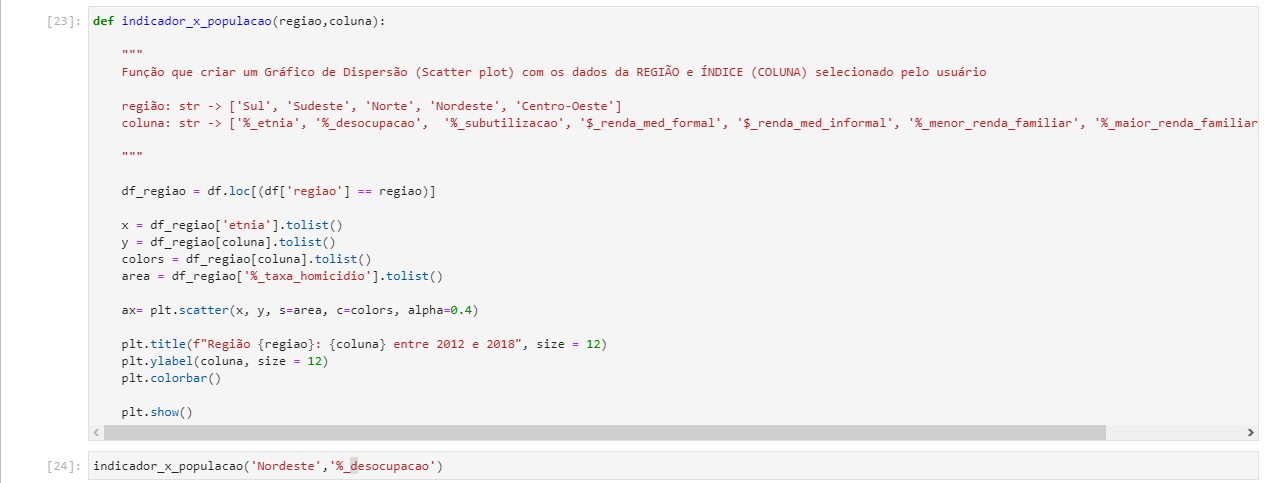 [23]: def indicador_x_populacao(regiao,coluna):
"""
Função que criar um Gráfico de Dispersão (Scatter plot) com os dados da REGIÃO e ÍNDICE (COLUNA) selecionado pelo usuário
região: str -> ['Sul', 'Sudeste', 'Norte', 'Nordeste', 'Centro-Oeste']
coluna: str -> ['%_etnia', '%_desocupacao',  '%_subutilizacao', '$_renda_med_formal', '$_renda_med_informal', '%_menor_renda_familiar', '%_maior_renda_familiar
"""
df_regiao = df.loc[(df['regiao'] == regiao)]
x = df_regiao['etnia'].tolist()
y = df_regiao[coluna].tolist()
colors = df_regiao[coluna].tolist()
area = df_regiao['%_taxa_homicidio'].tolist()
ax= plt.scatter(x, y, s=area, c=colors, alpha=0.4)
plt.title(f"Região {regiao}: {coluna} entre 2012 e 2018", size = 12)
plt.ylabel(coluna, size = 12)
plt.colorbar()
plt.show()
[24]: indicador_x_populacao('Nordeste','%_desocupacao')